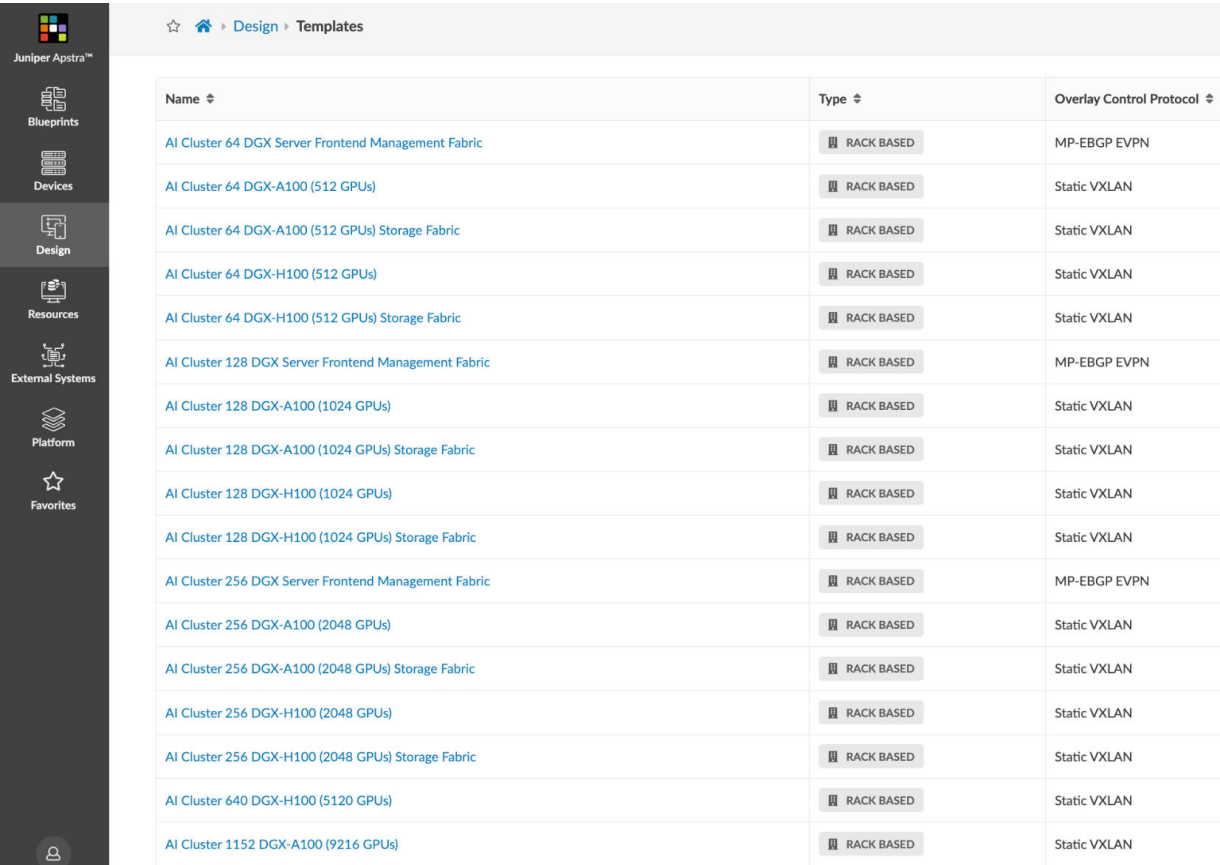 Juniper Apstra™
Blueprints
Devices
Design
Resources
External Systems
Platform
Favorites
Design Templates
Name Type Overlay Control Protocol
AI Cluster 64 DGX Server Frontend Management Fabric RACK BASED MP-EBGP EVPN
AI Cluster 64 DGX-A100 (512 GPUs) RACK BASED Static VXLAN
AI Cluster 64 DGX-A100 (512 GPUs) Storage Fabric RACK BASED Static VXLAN
AI Cluster 64 DGX-H100 (512 GPUs) RACK BASED Static VXLAN
AI Cluster 64 DGX-H100 (512 GPUs) Storage Fabric RACK BASED Static VXLAN
AI Cluster 128 DGX Server Frontend Management Fabric RACK BASED MP-EBGP EVPN
AI Cluster 128 DGX-A100 (1024 GPUs) RACK BASED Static VXLAN
AI Cluster 128 DGX-A100 (1024 GPUs) Storage Fabric RACK BASED Static VXLAN
AI Cluster 128 DGX-H100 (1024 GPUs) RACK BASED Static VXLAN
AI Cluster 128 DGX-H100 (1024 GPUs) Storage Fabric RACK BASED Static VXLAN
AI Cluster 256 DGX Server Frontend Management Fabric RACK BASED MP-EBGP EVPN
AI Cluster 256 DGX-A100 (2048 GPUs) RACK BASED Static VXLAN
AI Cluster 256 DGX-A100 (2048 GPUs) Storage Fabric RACK BASED Static VXLAN
AI Cluster 256 DGX-H100 (2048 GPUs) RACK BASED Static VXLAN
AI Cluster 256 DGX-H100 (2048 GPUs) Storage Fabric RACK BASED Static VXLAN
AI Cluster 640 DGX-H100 (5120 GPUs) RACK BASED Static VXLAN
AI Cluster 1152 DGX-A100 (9216 GPUs) RACK BASED Static VXLAN